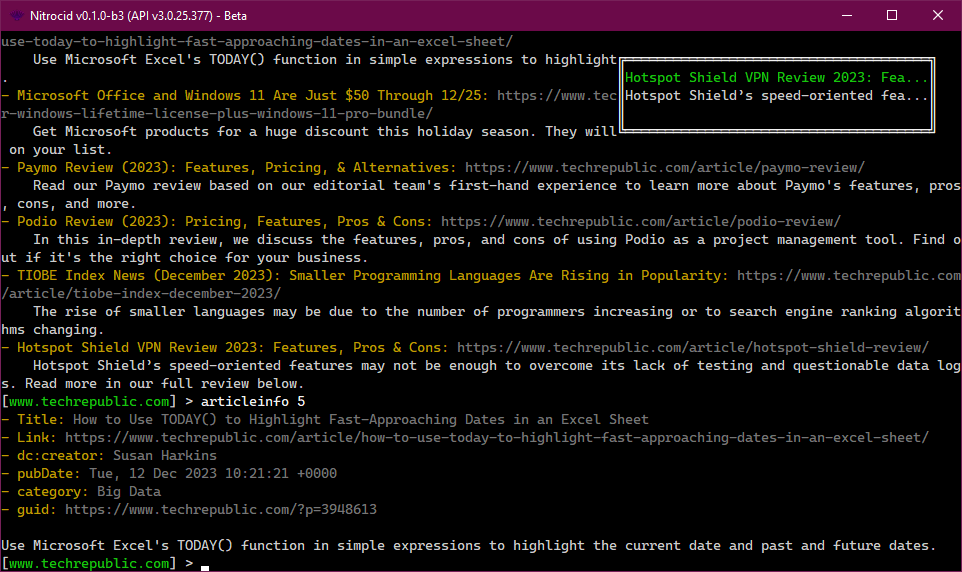 Nitrocid v0.1.0-b3 (API v3.0.25.377) - Beta
use-today-to-highlight-fast-approaching-dates-in-an-excel-sheet/
Use Microsoft Excel's TODAY() function in simple expressions to highlight
.
Hotspot Shield VPN Review 2023: Fea...
Hotspot Shield’s speed-oriented fea...
- Microsoft Office and Windows 11 Are Just $50 Through 12/25: https://www.tec
r-windows-lifetime-license-plus-windows-11-pro-bundle/
Get Microsoft products for a huge discount this holiday season. They will
on your list.
- Paymo Review (2023): Features, Pricing, & Alternatives: https://www.techrepublic.com/article/paymo-review/
Read our Paymo review based on our editorial team's first-hand experience to learn more about Paymo's features, pros
, cons, and more.
- Podio Review (2023): Pricing, Features, Pros & Cons: https://www.techrepublic.com/article/podio-review/
In this in-depth review, we discuss the features, pros, and cons of using Podio as a project management tool. Find o
ut if it's the right choice for your business.
- TIOBE Index News (December 2023): Smaller Programming Languages Are Rising in Popularity: https://www.techrepublic.com
/article/tiobe-index-december-2023/
The rise of smaller languages may be due to the number of programmers increasing or to search engine ranking algorit
hms changing.
- Hotspot Shield VPN Review 2023: Features, Pros & Cons: https://www.techrepublic.com/article/hotspot-shield-review/
Hotspot Shield’s speed-oriented features may not be enough to overcome its lack of testing and questionable data log
s. Read more in our full review below.
[www.techrepublic.com] > articleinfo 5
- Title: How to Use TODAY() to Highlight Fast-Approaching Dates in an Excel Sheet
- Link: https://www.techrepublic.com/article/how-to-use-today-to-highlight-fast-approaching-dates-in-an-excel-sheet/
- dc:creator: Susan Harkins
- pubDate: Tue, 12 Dec 2023 10:21:21 +0000
- category: Big Data
- guid: https://www.techrepublic.com/?p=3948613
Use Microsoft Excel's TODAY() function in simple expressions to highlight the current date and past and future dates.
[www.techrepublic.com] >